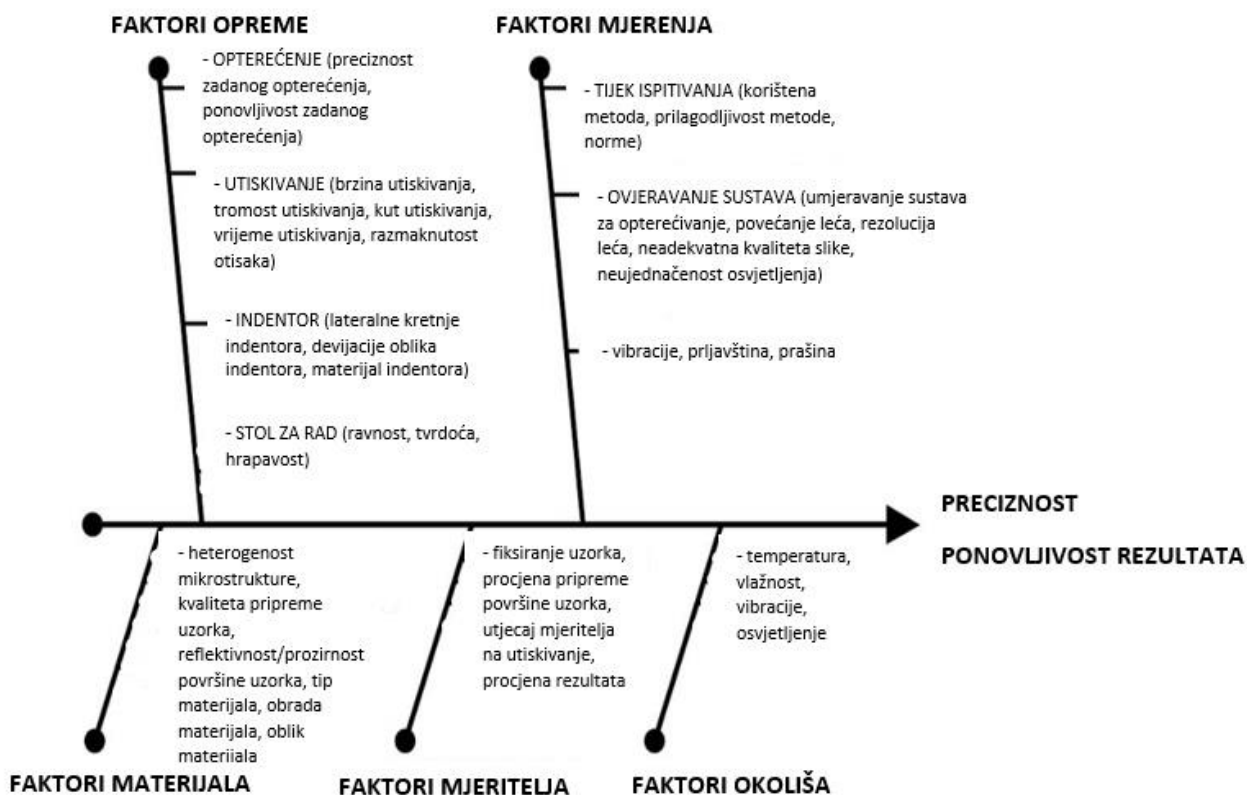 FAKTORI OPREME
- OPTEREĆENJE (preciznost
zadanog opterećenja,
ponovljivost zadanog
opterećenja)
- UTISKIVANJE (brzina utiskivanja,
tromost utiskivanja, kut utiskivanja,
vrijeme utiskivanja, razmaknutost
otisaka)
- INDENTOR (lateralne kretnje
indentora, devijacije oblika
indentora, materijal indentora)
- STOL ZA RAD (ravnost, tvrdoća,
hrapavost)
FAKTORI MJERENJA
- TIJEK ISPITIVANJA (korištena
metoda, prilagodljivost metode,
norme)
- OVJERAVANJE SUSTAVA (umjeravanje sustava
za opterećivanje, povećanje leća, rezolucija
leća, neadekvatna kvaliteta slike,
neujednačenost osvjetljenja)
- vibracije, prljavština, prašina
PRECIZNOST
PONOVLJIVOST REZULTATA
- heterogenost
mikrostrukture,
kvaliteta pripreme
uzorka,
reflektivnost/prozirnost
površine uzorka, tip
materijala, obrada
materijala, oblik
materijala
FAKTORI MATERIJALA
- fiksiranje uzorka,
procjena pripreme
površine uzorka,
utjecaj mjeritelja
na utiskivanje,
procjena rezultata
FAKTORI MJERITELJA
- temperatura,
vlažnost,
vibracije,
osvjetljenje
FAKTORI OKOLIŠA